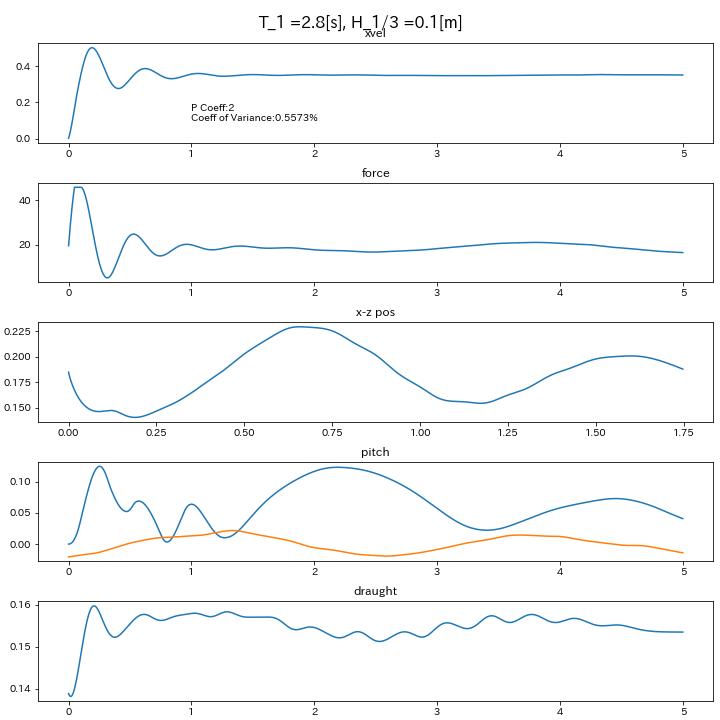 T_1 =2.8[s], H_1/3 =0.1[m]
xvel
0.4
0.2
0.0
P Coeff:2
Coeff of Variance:0.5573%
0 1 2 3 4 5
force
40
20
0 1 2 3 4 5
x-z pos
0.225
0.200
0.175
0.150
0.00 0.25 0.50 0.75 1.00 1.25 1.50 1.75
pitch
0.10
0.05
0.00
0 1 2 3 4 5
draught
0.16
0.15
0.14
0 1 2 3 4 5